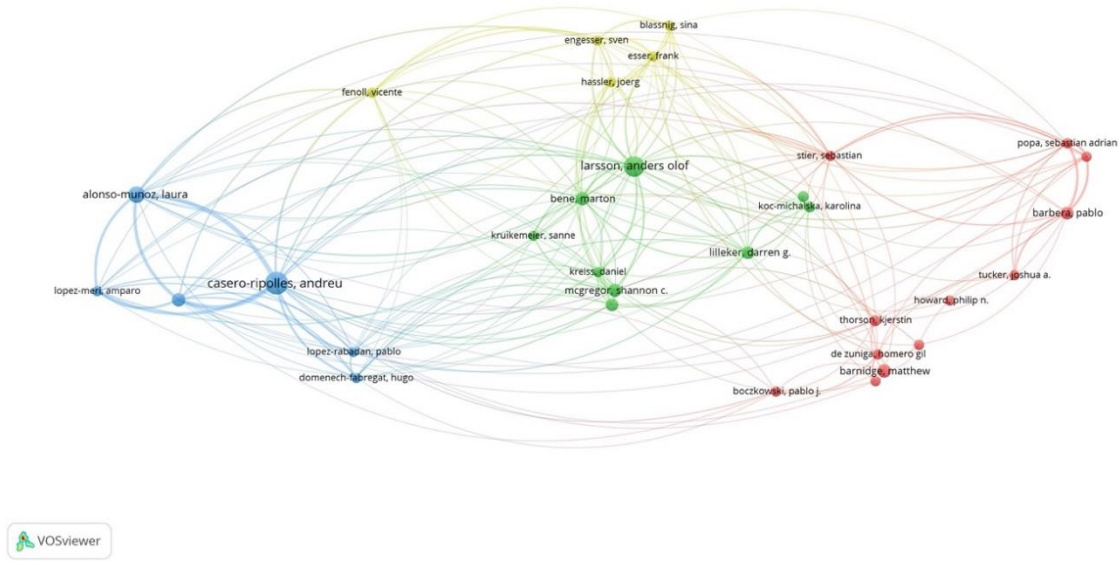 blassnig, sina
engesser, sven
esser, frank
hassler, joerg
fenoll, vicente
popa, sebastian adrian
stier, sebastian
larsson, anders olof
alonso-munoz, laura
bene, marton
koc-michalska, karolina
barbera, pablo
kruikemeier, sanne
lilleker, darren g.
kreiss, daniel
tucker, joshua a.
casero-ripolles, andreu
lopez-meri, amparo
mcgregor, shannon c.
howard, philip n.
thorson, kjerstin
lopez-rabadan, pablo
de zuniga, homero gil
barnidge, matthew
domenech-fabregat, hugo
boczkowski, pablo j.
VOSviewer